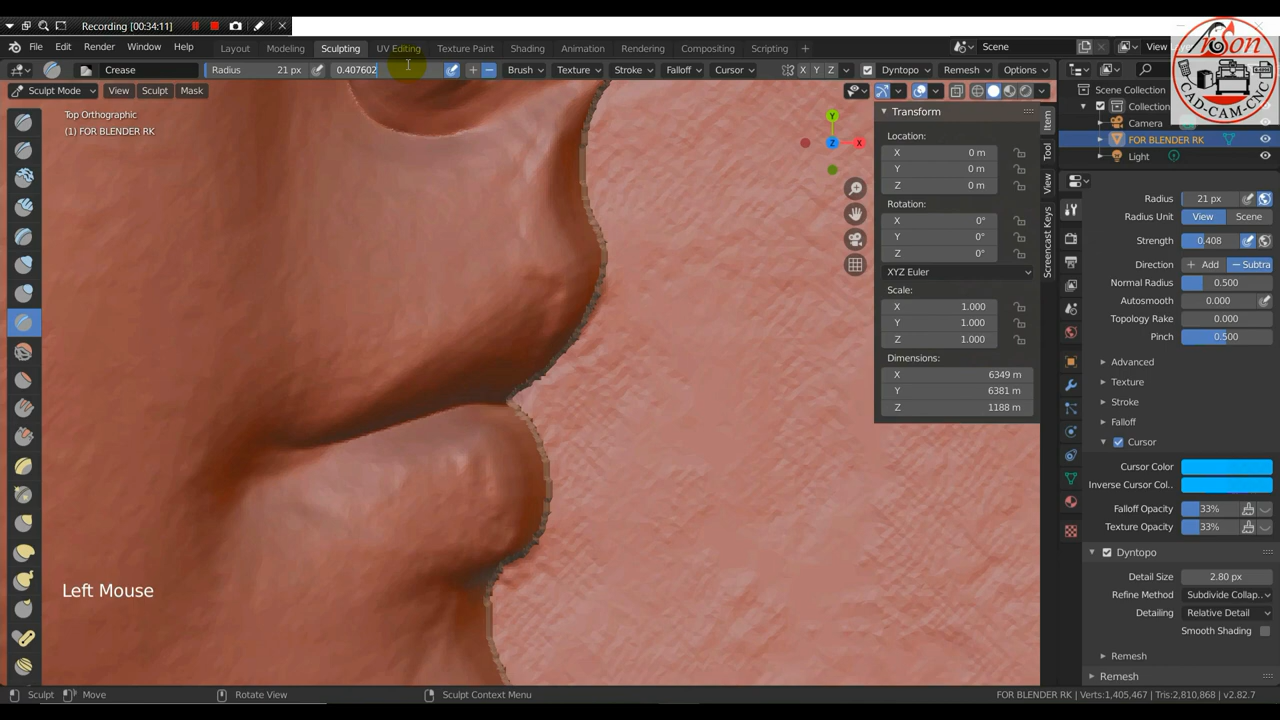 Recording [00:34:11]
File Edit Render Window Help Layout Modeling Sculpting UV Editing Texture Paint Shading Animation Rendering Compositing Scripting + Scene View
Crease Radius 21 px 0.407602 Brush Texture Stroke Falloff Cursor X Y Z Dyntopo Remesh Options
Sculpt Mode View Sculpt Mask
AiSon
CAD-CAM-CNC
Top Orthographic
(1) FOR BLENDER RK
Y
Z X
Left Mouse
Transform
Location:
X 0 m
Y 0 m
Z 0 m
Rotation:
X 0°
Y 0°
Z 0°
XYZ Euler
Scale:
X 1.000
Y 1.000
Z 1.000
Dimensions:
X 6349 m
Y 6381 m
Z 1188 m
Item
Tool
View
Screencast Keys
Scene Collection
Collection
Camera
FOR BLENDER RK
Light
Radius 21 px
Radius Unit View Scene
Strength 0.408
Direction + Add − Subtra
Normal Radius 0.500
Autosmooth 0.000
Topology Rake 0.000
Pinch 0.500
Advanced
Texture
Stroke
Falloff
Cursor
Cursor Color
Inverse Cursor Col..
Falloff Opacity 33%
Texture Opacity 33%
Dyntopo
Detail Size 2.80 px
Refine Method Subdivide Collap..
Detailing Relative Detail
Smooth Shading
Remesh
Remesh
Sculpt Move Rotate View Sculpt Context Menu FOR BLENDER RK | Verts:1,405,467 | Tris:2,810,868 | v2.82.7